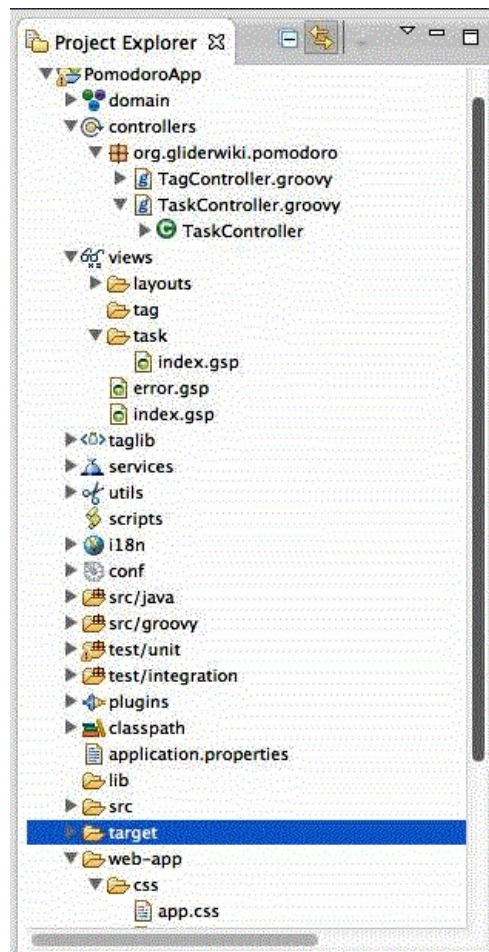 Project Explorer
PomodoroApp
domain
controllers
org.gliderwiki.pomodoro
TagController.groovy
TaskController.groovy
TaskController
views
layouts
tag
task
index.gsp
error.gsp
index.gsp
taglib
services
utils
scripts
i18n
conf
src/java
src/groovy
test/unit
test/integration
plugins
classpath
application.properties
lib
src
target
web-app
css
app.css